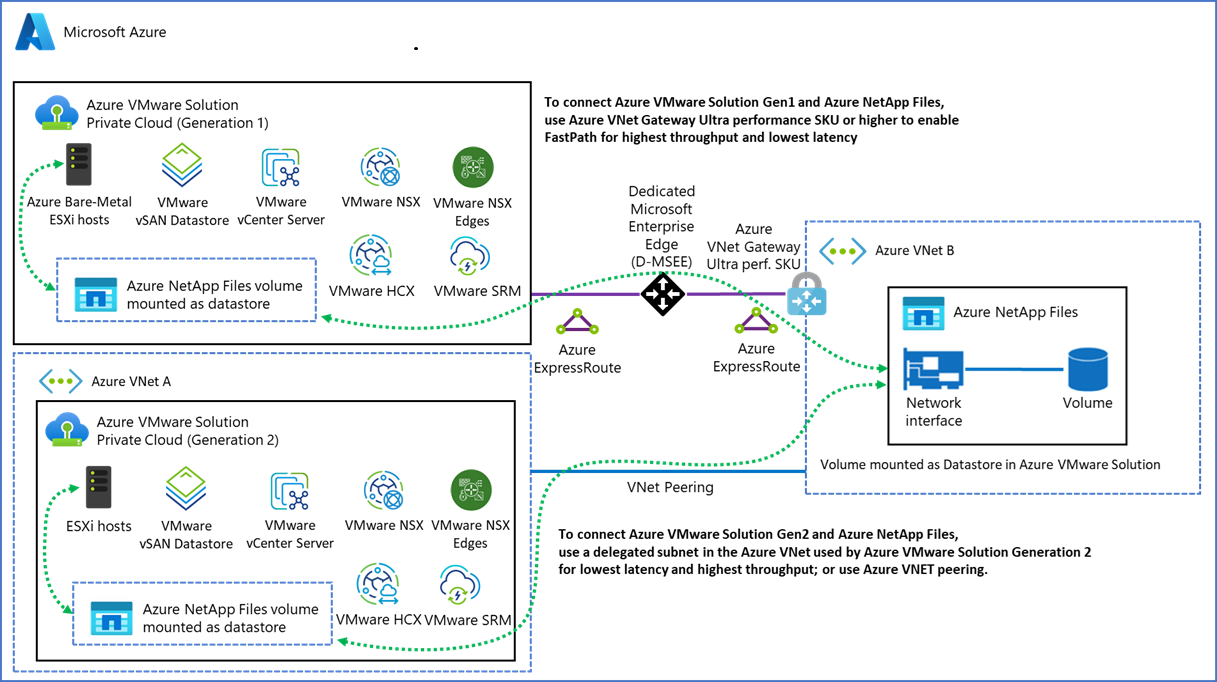 Microsoft Azure
Azure VMware Solution
Private Cloud (Generation 1)
Azure Bare-Metal
ESXi hosts
VMware
vSAN Datastore
VMware
vCenter Server
VMware NSX
VMware NSX
Edges
Azure NetApp Files volume
mounted as datastore
VMware HCX
VMware SRM
To connect Azure VMware Solution Gen1 and Azure NetApp Files,
use Azure VNet Gateway Ultra performance SKU or higher to enable
FastPath for highest throughput and lowest latency
Dedicated
Microsoft
Enterprise
Edge
(D-MSEE)
Azure
VNet Gateway
Ultra perf. SKU
Azure
ExpressRoute
Azure
ExpressRoute
Azure VNet B
Azure NetApp Files
Network
interface
Volume
Volume mounted as Datastore in Azure VMware Solution
Azure VNet A
Azure VMware Solution
Private Cloud (Generation 2)
ESXi hosts
VMware
vSAN Datastore
VMware
vCenter Server
VMware NSX
VMware NSX
Edges
Azure NetApp Files volume
mounted as datastore
VMware HCX
VMware SRM
VNet Peering
To connect Azure VMware Solution Gen2 and Azure NetApp Files,
use a delegated subnet in the Azure VNet used by Azure VMware Solution Generation 2
for lowest latency and highest throughput; or use Azure VNET peering.